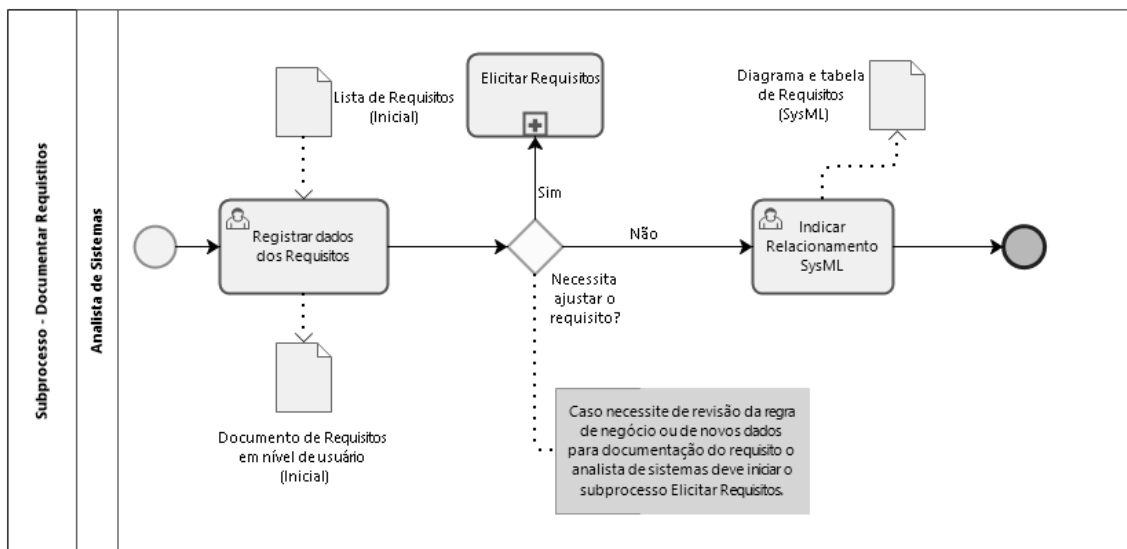 Subprocesso - Documentar Requistitos
Analista de Sistemas
Lista de Requisitos
(Inicial)
Registrar dados
dos Requisitos
Documento de Requisitos
em nível de usuário
(Inicial)
Elicitar Requisitos
Sim
Não
Necessita
ajustar o
requisito?
Caso necessite de revisão da regra
de negócio ou de novos dados
para documentação do requisito o
analista de sistemas deve iniciar o
subprocesso Elicitar Requisitos.
Diagrama e tabela
de Requisitos
(SysML)
Indicar
Relacionamento
SysML